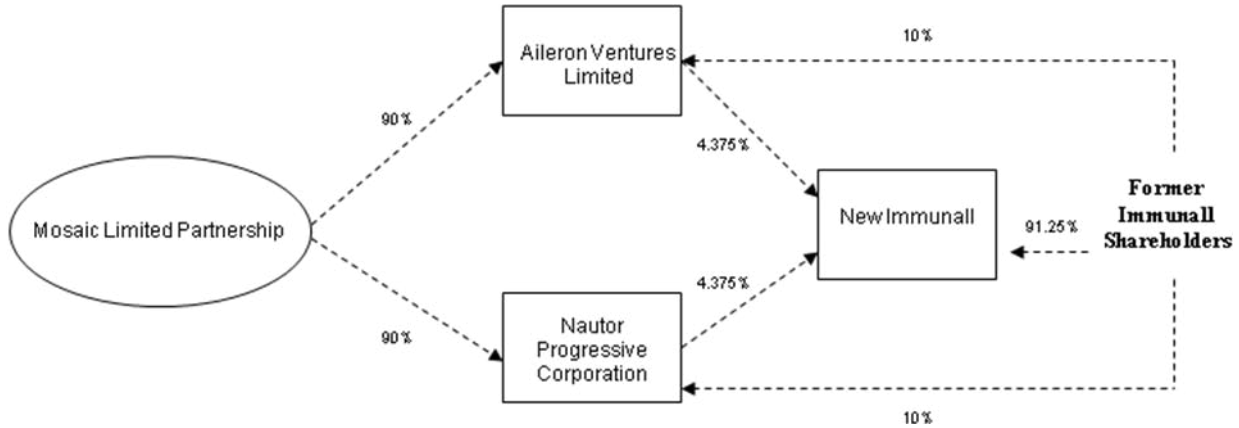 Aileron Ventures
Limited
10%
90%
4.375%
Mosaic Limited Partnership
New Immunall
Former
Immunall
Shareholders
91.25%
4.375%
90%
Nautor
Progressive
Corporation
10%